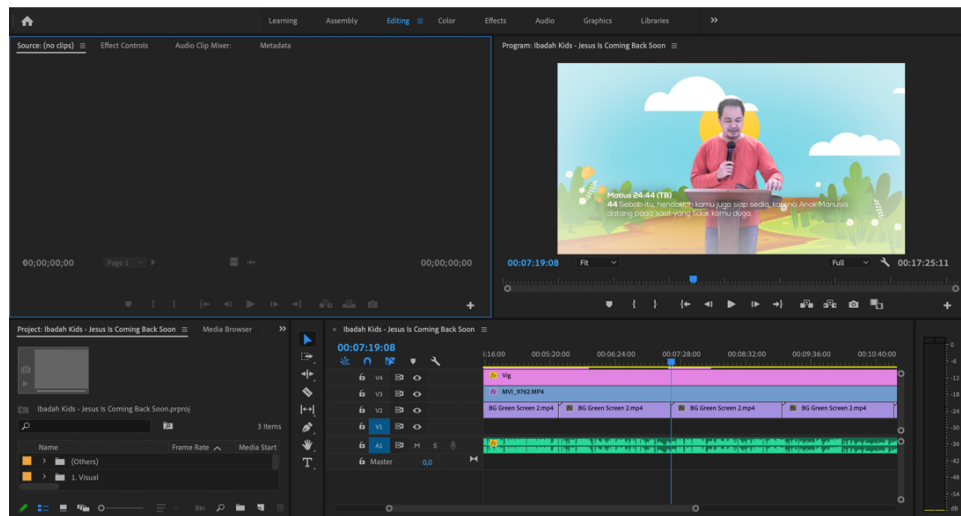 Learning Assembly Editing Color Effects Audio Graphics Libraries
Source: (no clips) Effect Controls Audio Clip Mixer: Metadata
Program: Ibadah Kids - Jesus Is Coming Back Soon
Matius 24:44 (TB)
44 Sebab itu, hendaklah kamu juga siap sedia, karena Anak Manusia
datang pada saat yang tidak kamu duga.
00;00;00;00 Page 1 00;00;00;00
00:07:19:08 Fit Full 00:17:25:11
Project: Ibadah Kids - Jesus Is Coming Back Soon Media Browser
Ibadah Kids - Jesus Is Coming Back Soon.prproj
3 Items
Name Frame Rate Media Start
(Others)
1. Visual
× Ibadah Kids - Jesus Is Coming Back Soon
00:07:19:08
:16:00 00:05:20:00 00:06:24:00 00:07:28:00 00:08:32:00 00:09:36:00 00:10:40:00
V4 fx Vig
V3 MVI_9762.MP4
V2 BG Green Screen 2.mp4 BG Green Screen 2.mp4 BG Green Screen 2.mp4 BG Green Screen 2.mp4
V1
A1 M S
Master 0,0
0
-6
-12
-18
-24
-30
-36
-42
-48
-54
dB